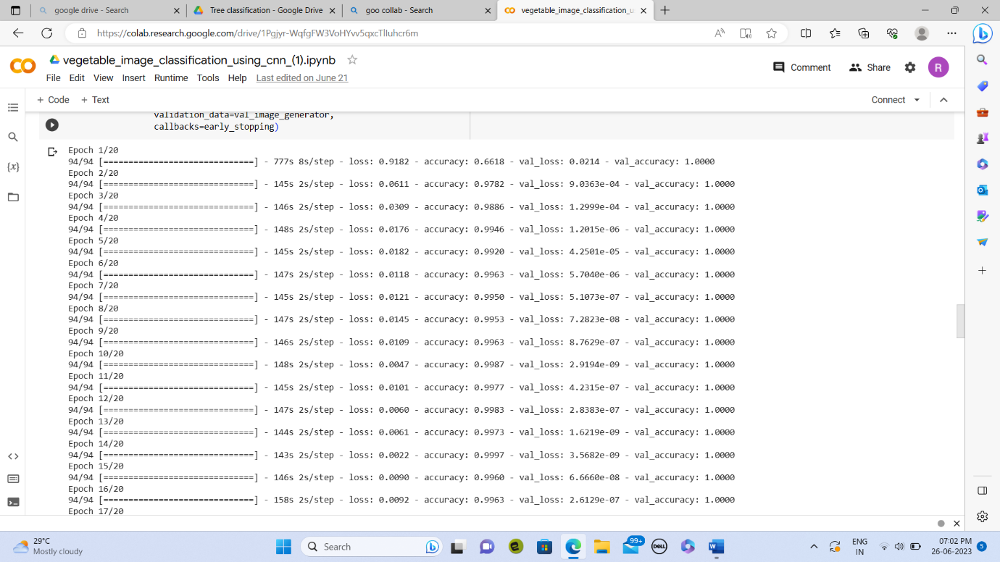 google drive - Search
Tree classification - Google Drive
goo collab - Search
vegetable_image_classification_u
https://colab.research.google.com/drive/1Pgjyr-WqfgFW3VoHYvv5qxcTlluhcr6m
vegetable_image_classification_using_cnn_(1).ipynb
Comment
Share
R
File Edit View Insert Runtime Tools Help Last edited on June 21
+ Code + Text
Connect
validation_data=val_image_generator,
callbacks=early_stopping)
Epoch 1/20
94/94 [==============================] - 777s 8s/step - loss: 0.9182 - accuracy: 0.6618 - val_loss: 0.0214 - val_accuracy: 1.0000
Epoch 2/20
94/94 [==============================] - 145s 2s/step - loss: 0.0611 - accuracy: 0.9782 - val_loss: 9.0363e-04 - val_accuracy: 1.0000
Epoch 3/20
94/94 [==============================] - 146s 2s/step - loss: 0.0309 - accuracy: 0.9886 - val_loss: 1.2999e-04 - val_accuracy: 1.0000
Epoch 4/20
94/94 [==============================] - 148s 2s/step - loss: 0.0176 - accuracy: 0.9946 - val_loss: 1.2015e-06 - val_accuracy: 1.0000
Epoch 5/20
94/94 [==============================] - 145s 2s/step - loss: 0.0182 - accuracy: 0.9920 - val_loss: 4.2501e-05 - val_accuracy: 1.0000
Epoch 6/20
94/94 [==============================] - 147s 2s/step - loss: 0.0118 - accuracy: 0.9963 - val_loss: 5.7040e-06 - val_accuracy: 1.0000
Epoch 7/20
94/94 [==============================] - 145s 2s/step - loss: 0.0121 - accuracy: 0.9950 - val_loss: 5.1073e-07 - val_accuracy: 1.0000
Epoch 8/20
94/94 [==============================] - 147s 2s/step - loss: 0.0145 - accuracy: 0.9953 - val_loss: 7.2823e-08 - val_accuracy: 1.0000
Epoch 9/20
94/94 [==============================] - 146s 2s/step - loss: 0.0109 - accuracy: 0.9963 - val_loss: 8.7629e-07 - val_accuracy: 1.0000
Epoch 10/20
94/94 [==============================] - 148s 2s/step - loss: 0.0047 - accuracy: 0.9987 - val_loss: 2.9194e-09 - val_accuracy: 1.0000
Epoch 11/20
94/94 [==============================] - 145s 2s/step - loss: 0.0101 - accuracy: 0.9977 - val_loss: 4.2315e-07 - val_accuracy: 1.0000
Epoch 12/20
94/94 [==============================] - 147s 2s/step - loss: 0.0060 - accuracy: 0.9983 - val_loss: 2.8383e-07 - val_accuracy: 1.0000
Epoch 13/20
94/94 [==============================] - 144s 2s/step - loss: 0.0061 - accuracy: 0.9973 - val_loss: 1.6219e-09 - val_accuracy: 1.0000
Epoch 14/20
94/94 [==============================] - 143s 2s/step - loss: 0.0022 - accuracy: 0.9997 - val_loss: 3.5682e-09 - val_accuracy: 1.0000
Epoch 15/20
94/94 [==============================] - 146s 2s/step - loss: 0.0090 - accuracy: 0.9960 - val_loss: 6.6660e-08 - val_accuracy: 1.0000
Epoch 16/20
94/94 [==============================] - 158s 2s/step - loss: 0.0092 - accuracy: 0.9963 - val_loss: 2.6129e-07 - val_accuracy: 1.0000
Epoch 17/20
29°C
Mostly cloudy
Search
99+
DELL
ENG
IN
07:02 PM
26-06-2023
5